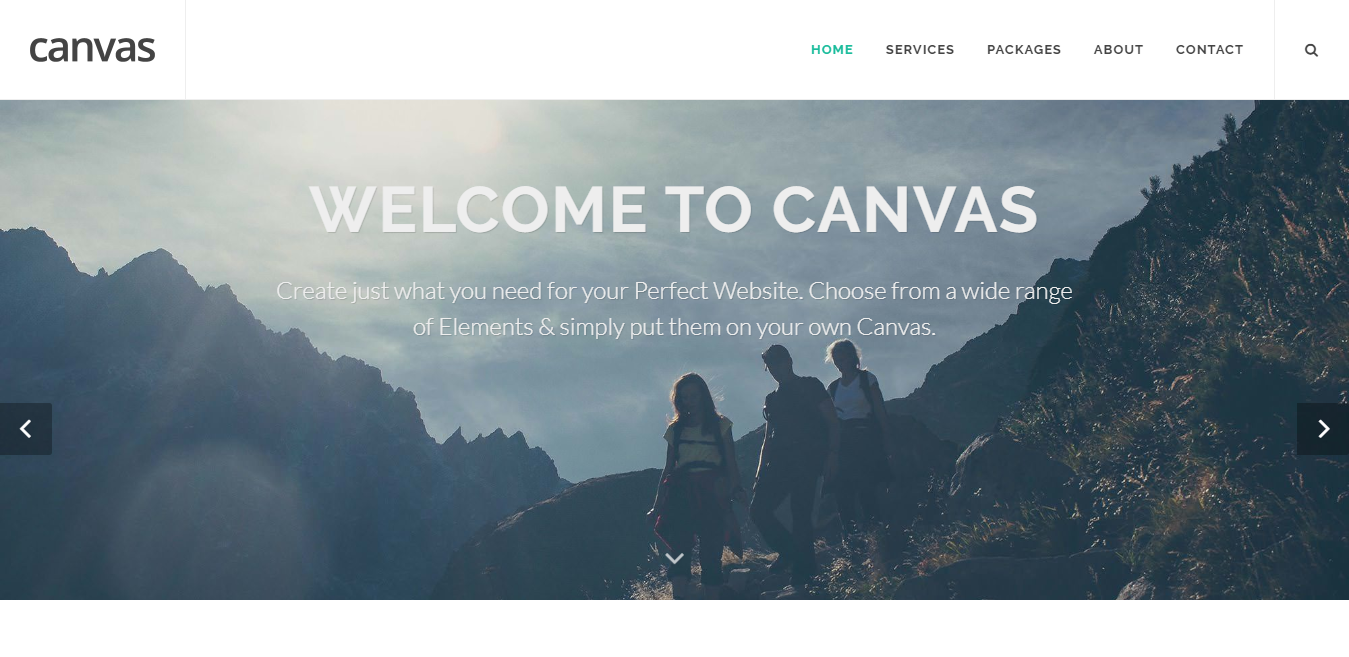 canvas
HOME SERVICES PACKAGES ABOUT CONTACT
WELCOME TO CANVAS
Create just what you need for your Perfect Website. Choose from a wide range
of Elements & simply put them on your own Canvas.